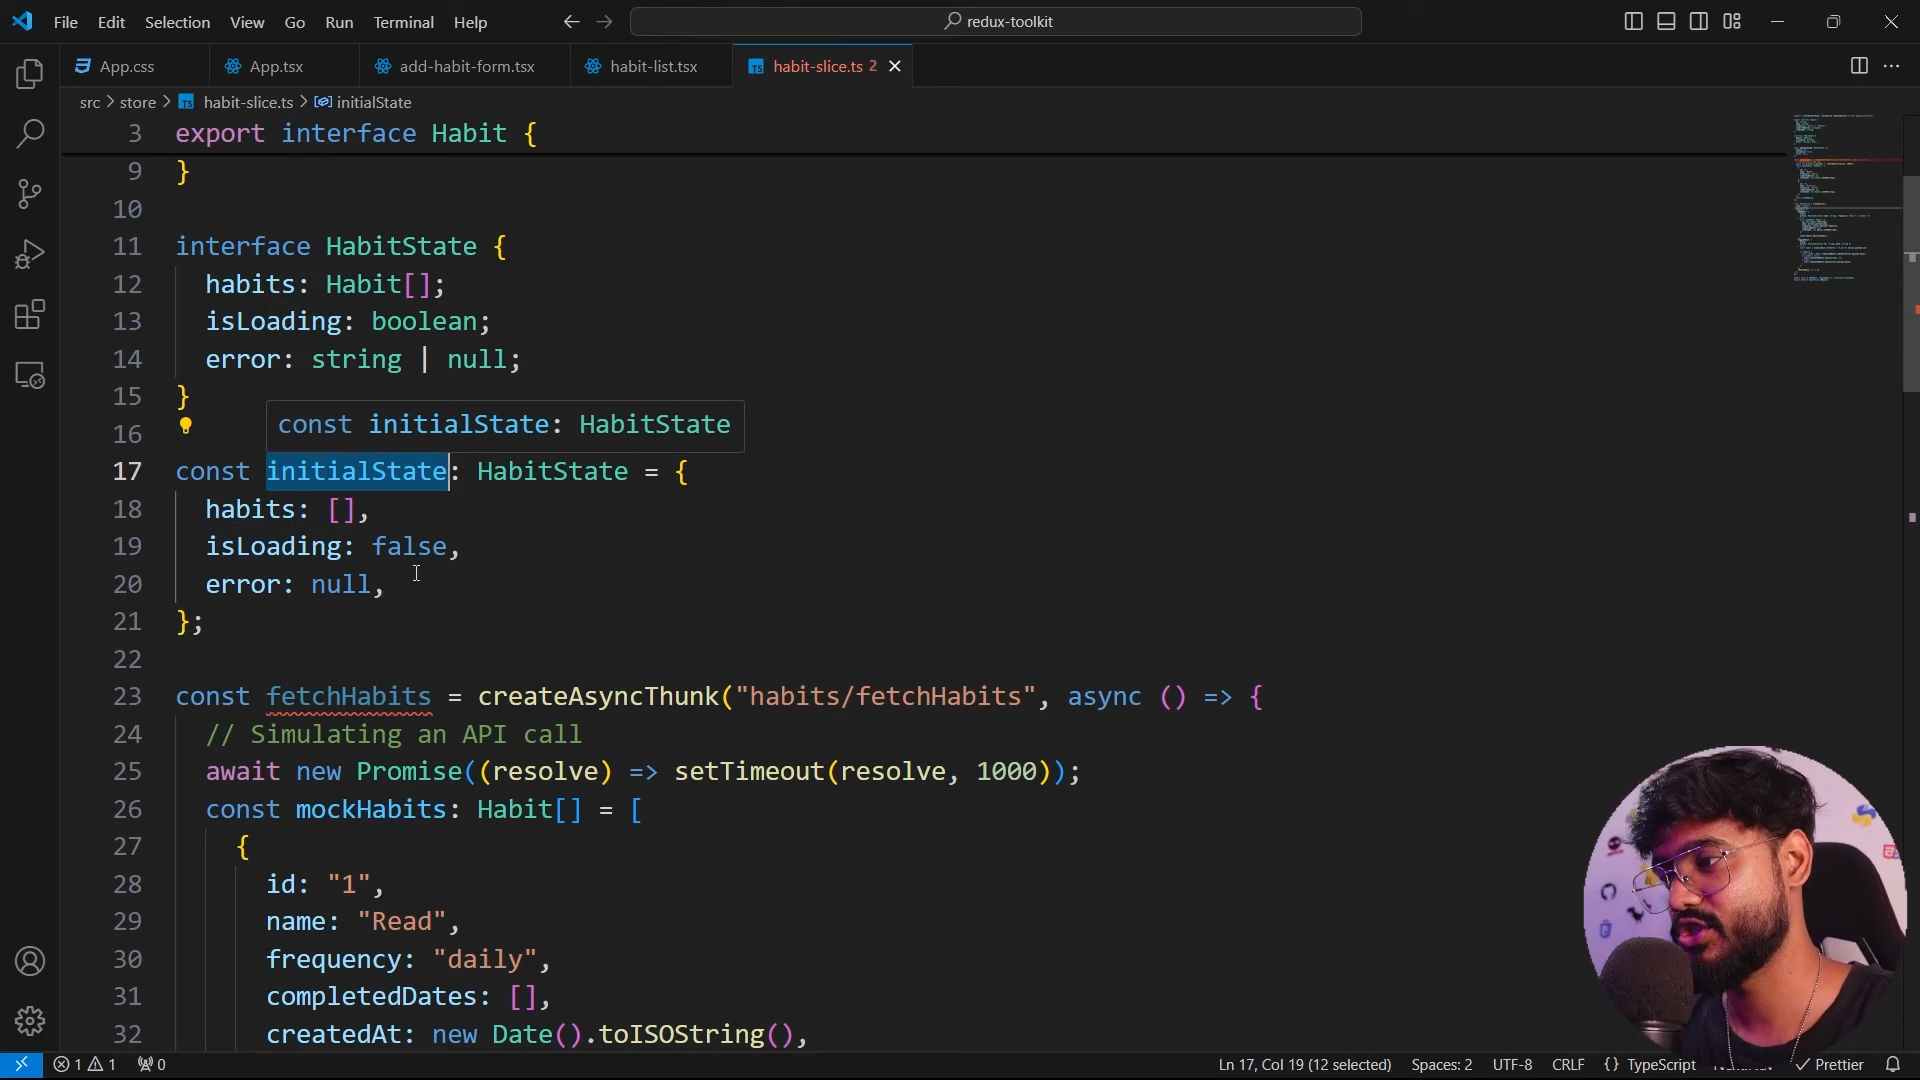 File Edit Selection View Go Run Terminal Help
redux-toolkit
App.css App.tsx add-habit-form.tsx habit-list.tsx TS habit-slice.ts 2
src > store > TS habit-slice.ts > initialState
3 export interface Habit {
9 }
10
11 interface HabitState {
12 habits: Habit[];
13 isLoading: boolean;
14 error: string | null;
15 }
const initialState: HabitState
16
17 const initialState: HabitState = {
18 habits: [],
19 isLoading: false,
20 error: null,
21 };
22
23 const fetchHabits = createAsyncThunk("habits/fetchHabits", async () => {
24 // Simulating an API call
25 await new Promise((resolve) => setTimeout(resolve, 1000));
26 const mockHabits: Habit[] = [
27 {
28 id: "1",
29 name: "Read",
30 frequency: "daily",
31 completedDates: [],
32 createdAt: new Date().toISOString(),
1 1 0 Ln 17, Col 19 (12 selected) Spaces: 2 UTF-8 CRLF {} TypeScript Prettier